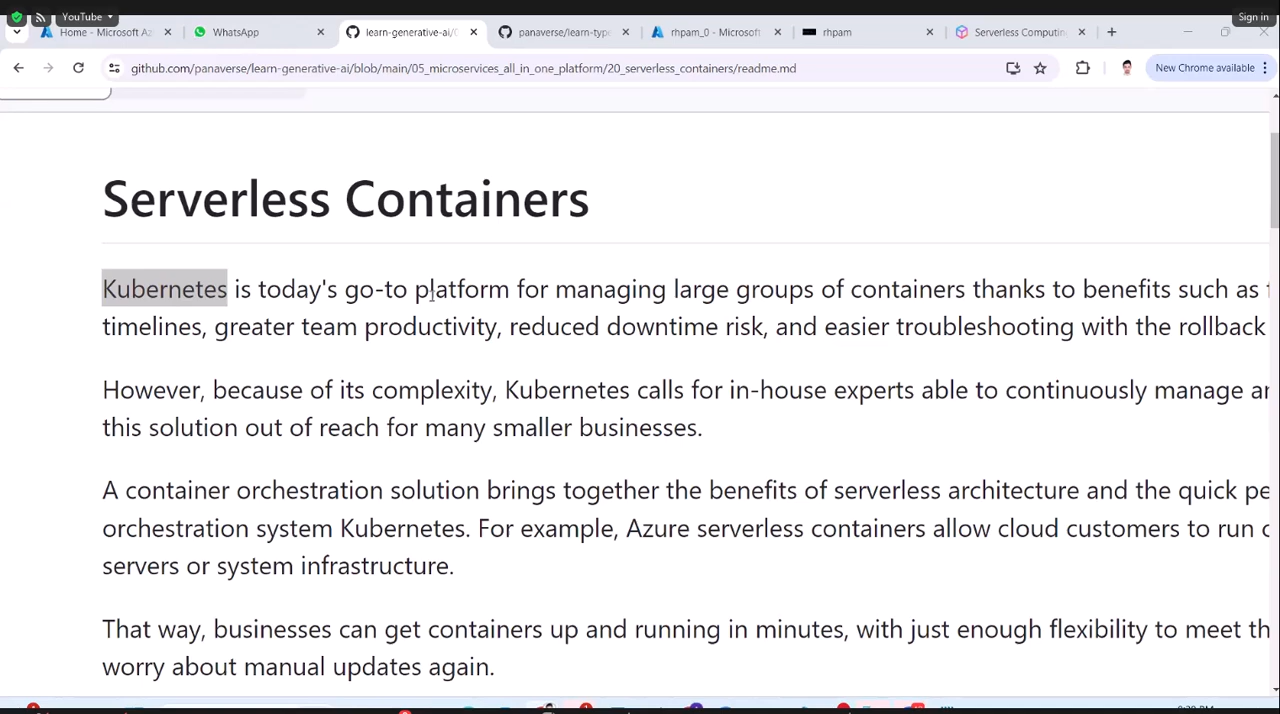 YouTube
Sign in
Home - Microsoft Az
WhatsApp
learn-generative-ai/
panaverse/learn-type
rhpam_0 - Microsoft
rhpam
Serverless Computin
github.com/panaverse/learn-generative-ai/blob/main/05_microservices_all_in_one_platform/20_serverless_containers/readme.md
New Chrome available
Serverless Containers
Kubernetes is today's go-to platform for managing large groups of containers thanks to benefits such as
timelines, greater team productivity, reduced downtime risk, and easier troubleshooting with the rollback
However, because of its complexity, Kubernetes calls for in-house experts able to continuously manage
this solution out of reach for many smaller businesses.
A container orchestration solution brings together the benefits of serverless architecture and the quick
orchestration system Kubernetes. For example, Azure serverless containers allow cloud customers to run
servers or system infrastructure.
That way, businesses can get containers up and running in minutes, with just enough flexibility to meet
worry about manual updates again.